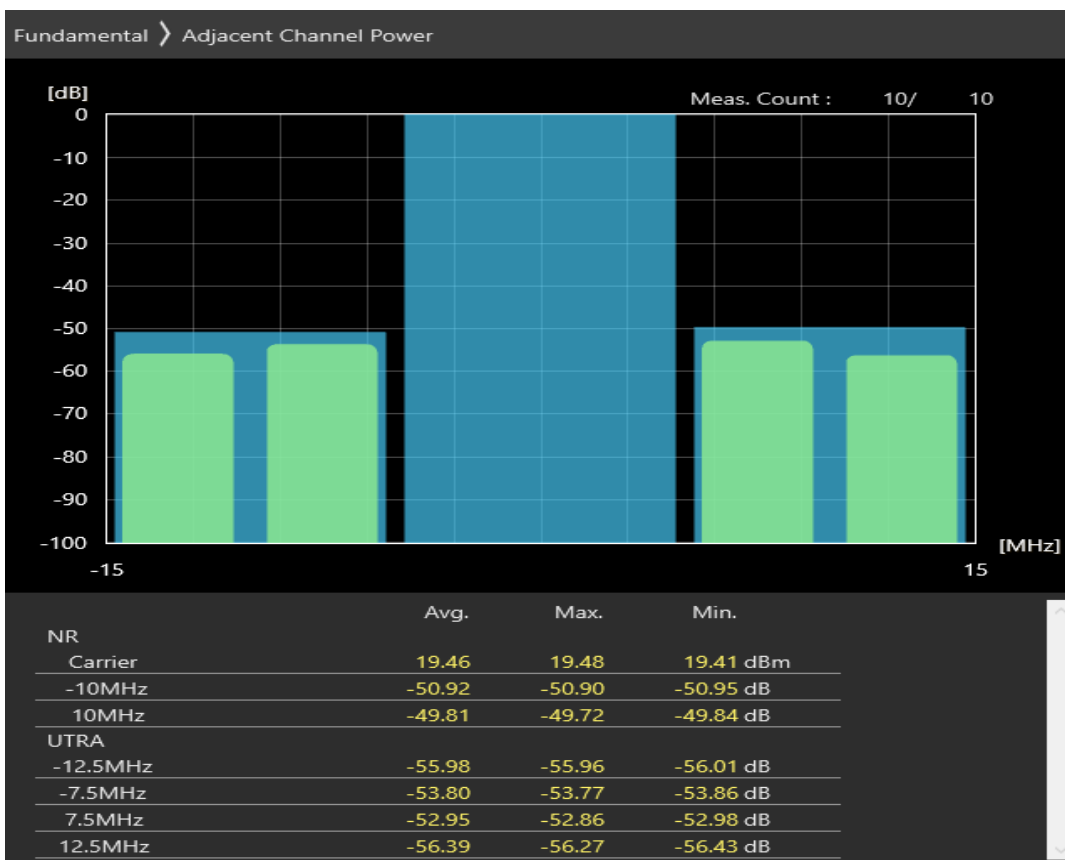 Fundamental 〉 Adjacent Channel Power
[dB]
Meas. Count : 10/ 10
0
-10
-20
-30
-40
-50
-60
-70
-80
-90
-100
[MHz]
-15 15
Avg. Max. Min.
NR
Carrier 19.46 19.48 19.41 dBm
-10MHz -50.92 -50.90 -50.95 dB
10MHz -49.81 -49.72 -49.84 dB
UTRA
-12.5MHz -55.98 -55.96 -56.01 dB
-7.5MHz -53.80 -53.77 -53.86 dB
7.5MHz -52.95 -52.86 -52.98 dB
12.5MHz -56.39 -56.27 -56.43 dB